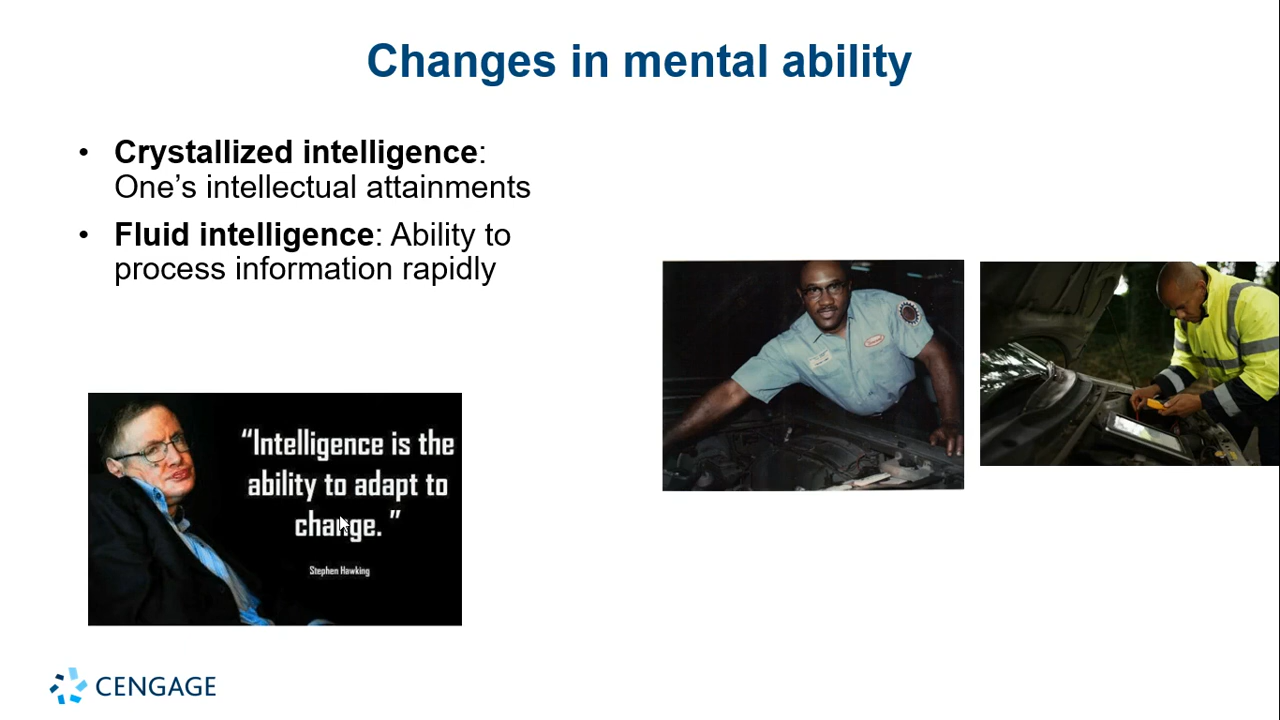 Changes in mental ability
• Crystallized intelligence:
One’s intellectual attainments
• Fluid intelligence: Ability to
process information rapidly
“Intelligence is the
ability to adapt to
change.”
Stephen Hawking
CENGAGE